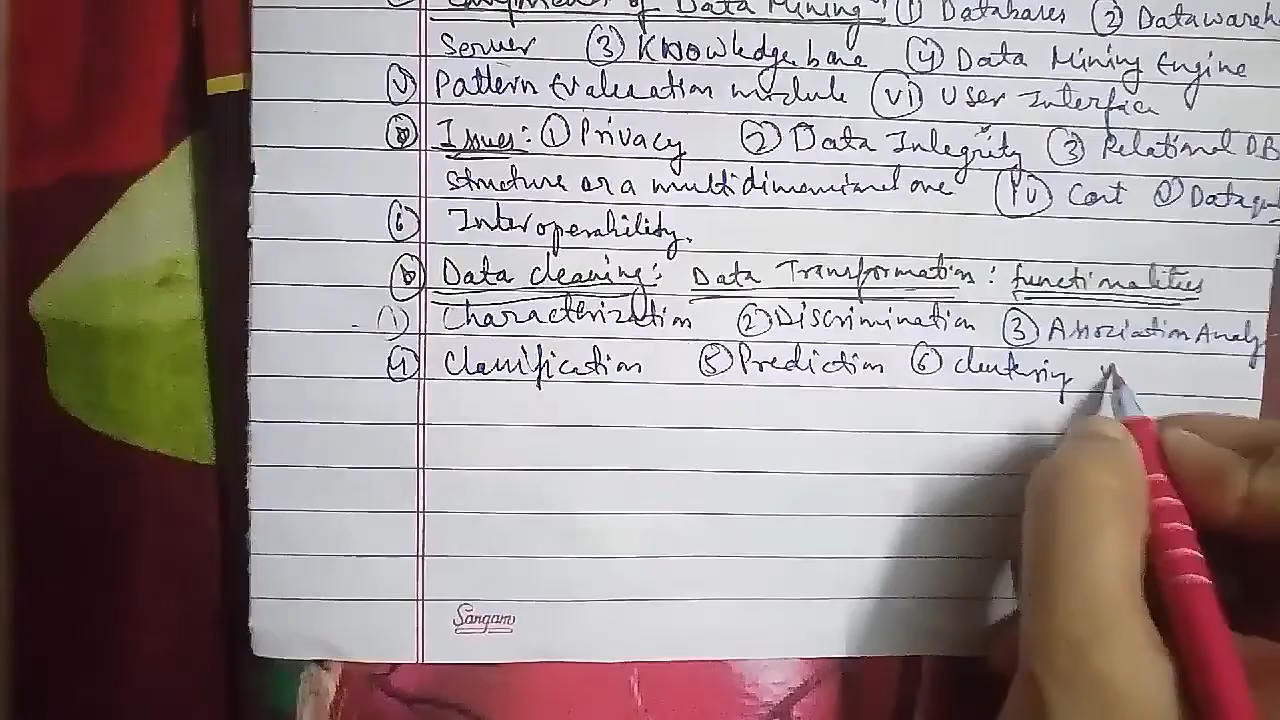 of Data Mining: ① Databases ② Dataware
Server ③ Knowledge base ④ Data Mining Engine
Ⓥ Pattern Evaluation module (VI) User Interface
Issues: ① Privacy ② Data Integrity ③ Relational DB
structure or a multidimensional one Cost Data
⑥ Interoperability.
ⓑ Data cleaning: Data Transformation: functionalities
(1) Characterization ② Discrimination ③ Association Analy
④ Classification ⑤ Prediction ⑥ clustering
Sangam